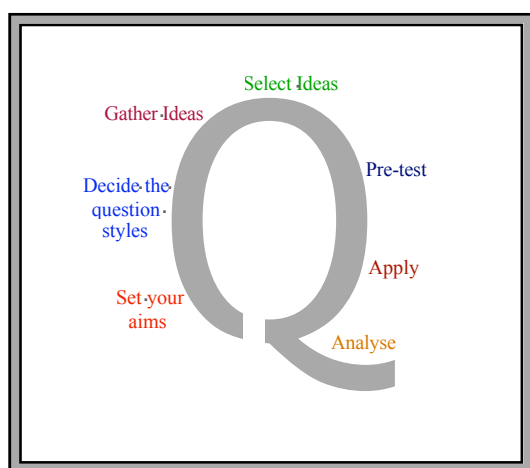 Select Ideas
Gather Ideas
Pre-test
Decide the
question
styles
Apply
Set your
aims
Analyse
Q